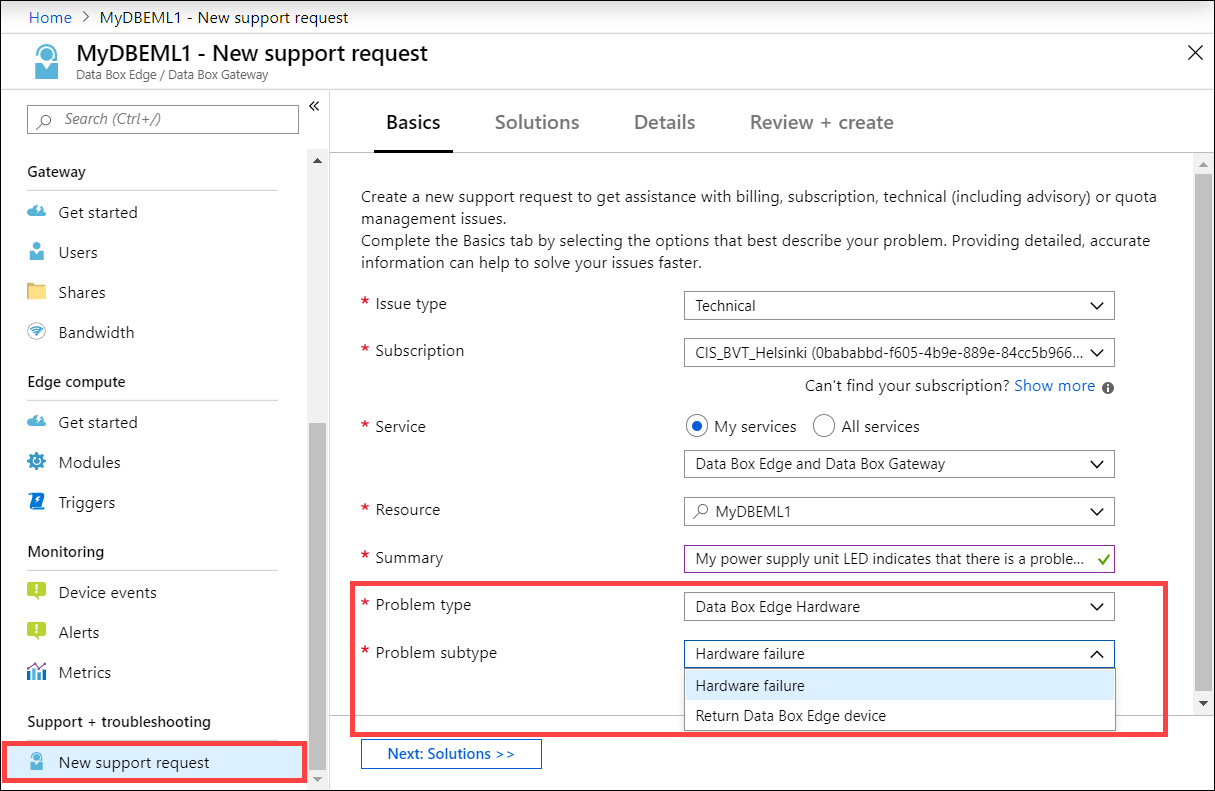 Home > MyDBEML1 - New support request
MyDBEML1 - New support request
Data Box Edge / Data Box Gateway
Search (Ctrl+/)
Gateway
Get started
Users
Shares
Bandwidth
Edge compute
Get started
Modules
Triggers
Monitoring
Device events
Alerts
Metrics
Support + troubleshooting
New support request
Basics Solutions Details Review + create
Create a new support request to get assistance with billing, subscription, technical (including advisory) or quota
management issues.
Complete the Basics tab by selecting the options that best describe your problem. Providing detailed, accurate
information can help to solve your issues faster.
* Issue type Technical
* Subscription CIS_BVT_Helsinki (0bababbd-f605-4b9e-889e-84cc5b966...
Can't find your subscription? Show more
* Service My services All services
Data Box Edge and Data Box Gateway
* Resource MyDBEML1
* Summary My power supply unit LED indicates that there is a proble...
* Problem type Data Box Edge Hardware
* Problem subtype Hardware failure
Hardware failure
Return Data Box Edge device
Next: Solutions >>